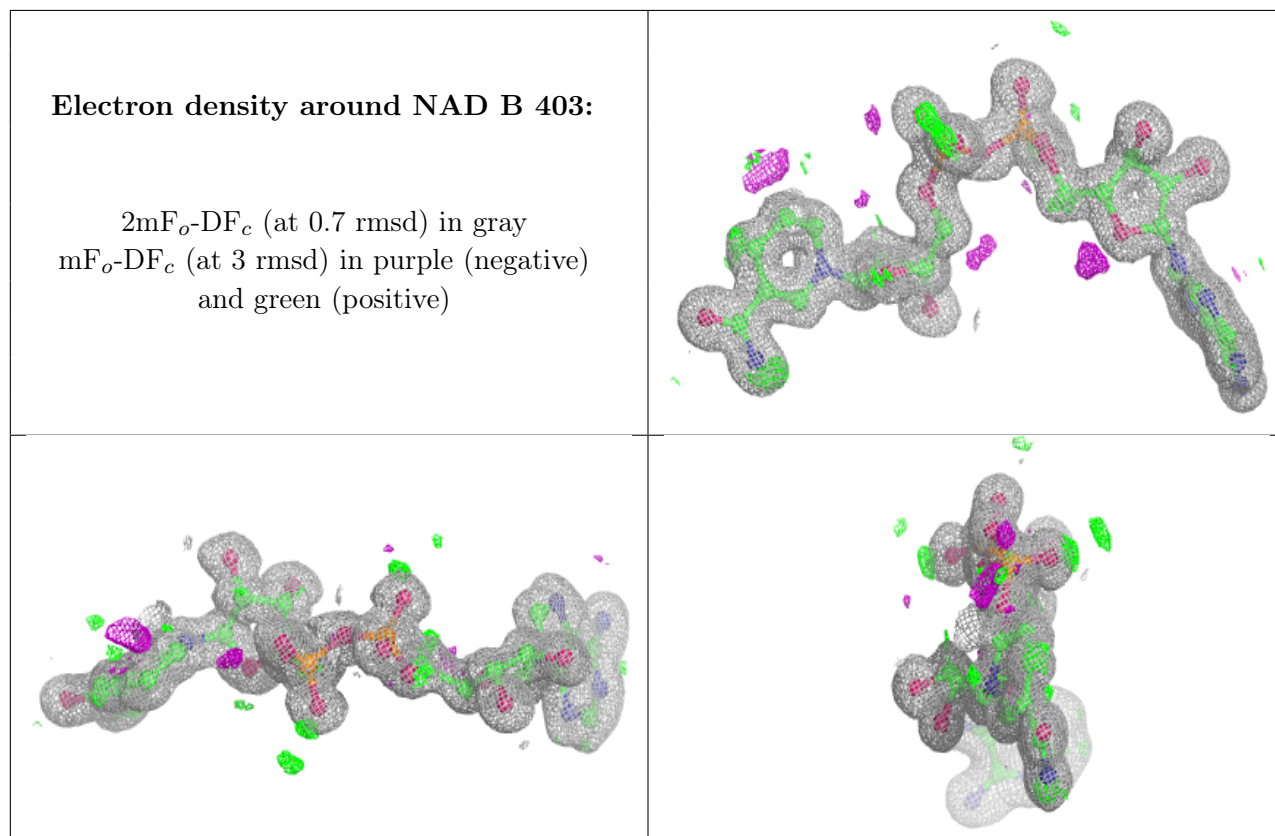 Electron density around NAD B 403:
2mFo-DFc (at 0.7 rmsd) in gray
mFo-DFc (at 3 rmsd) in purple (negative)
and green (positive)